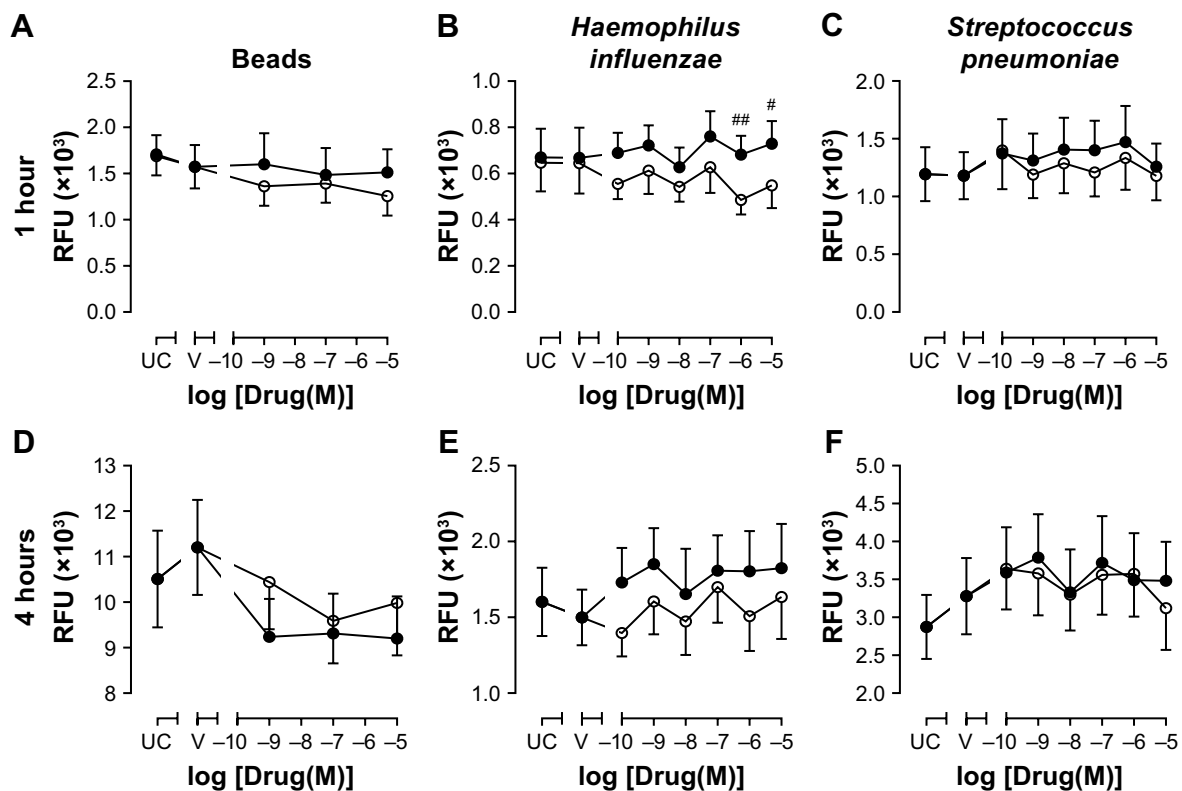 A
Beads
RFU (×10³)
2.5
2.0
1.5
1.0
0.5
0.0
UC V –10 –9 –8 –7 –6 –5
log [Drug(M)]
1 hour
B
Haemophilus
influenzae
RFU (×10³)
1.0
0.8
0.6
0.4
0.2
0.0
##
#
UC V –10 –9 –8 –7 –6 –5
log [Drug(M)]
C
Streptococcus
pneumoniae
RFU (×10³)
2.0
1.5
1.0
0.5
0.0
UC V –10 –9 –8 –7 –6 –5
log [Drug(M)]
D
4 hours
RFU (×10³)
13
12
11
10
9
8
UC V –10 –9 –8 –7 –6 –5
log [Drug(M)]
E
RFU (×10³)
2.5
2.0
1.5
1.0
UC V –10 –9 –8 –7 –6 –5
log [Drug(M)]
F
RFU (×10³)
5.0
4.5
4.0
3.5
3.0
2.5
2.0
UC V –10 –9 –8 –7 –6 –5
log [Drug(M)]